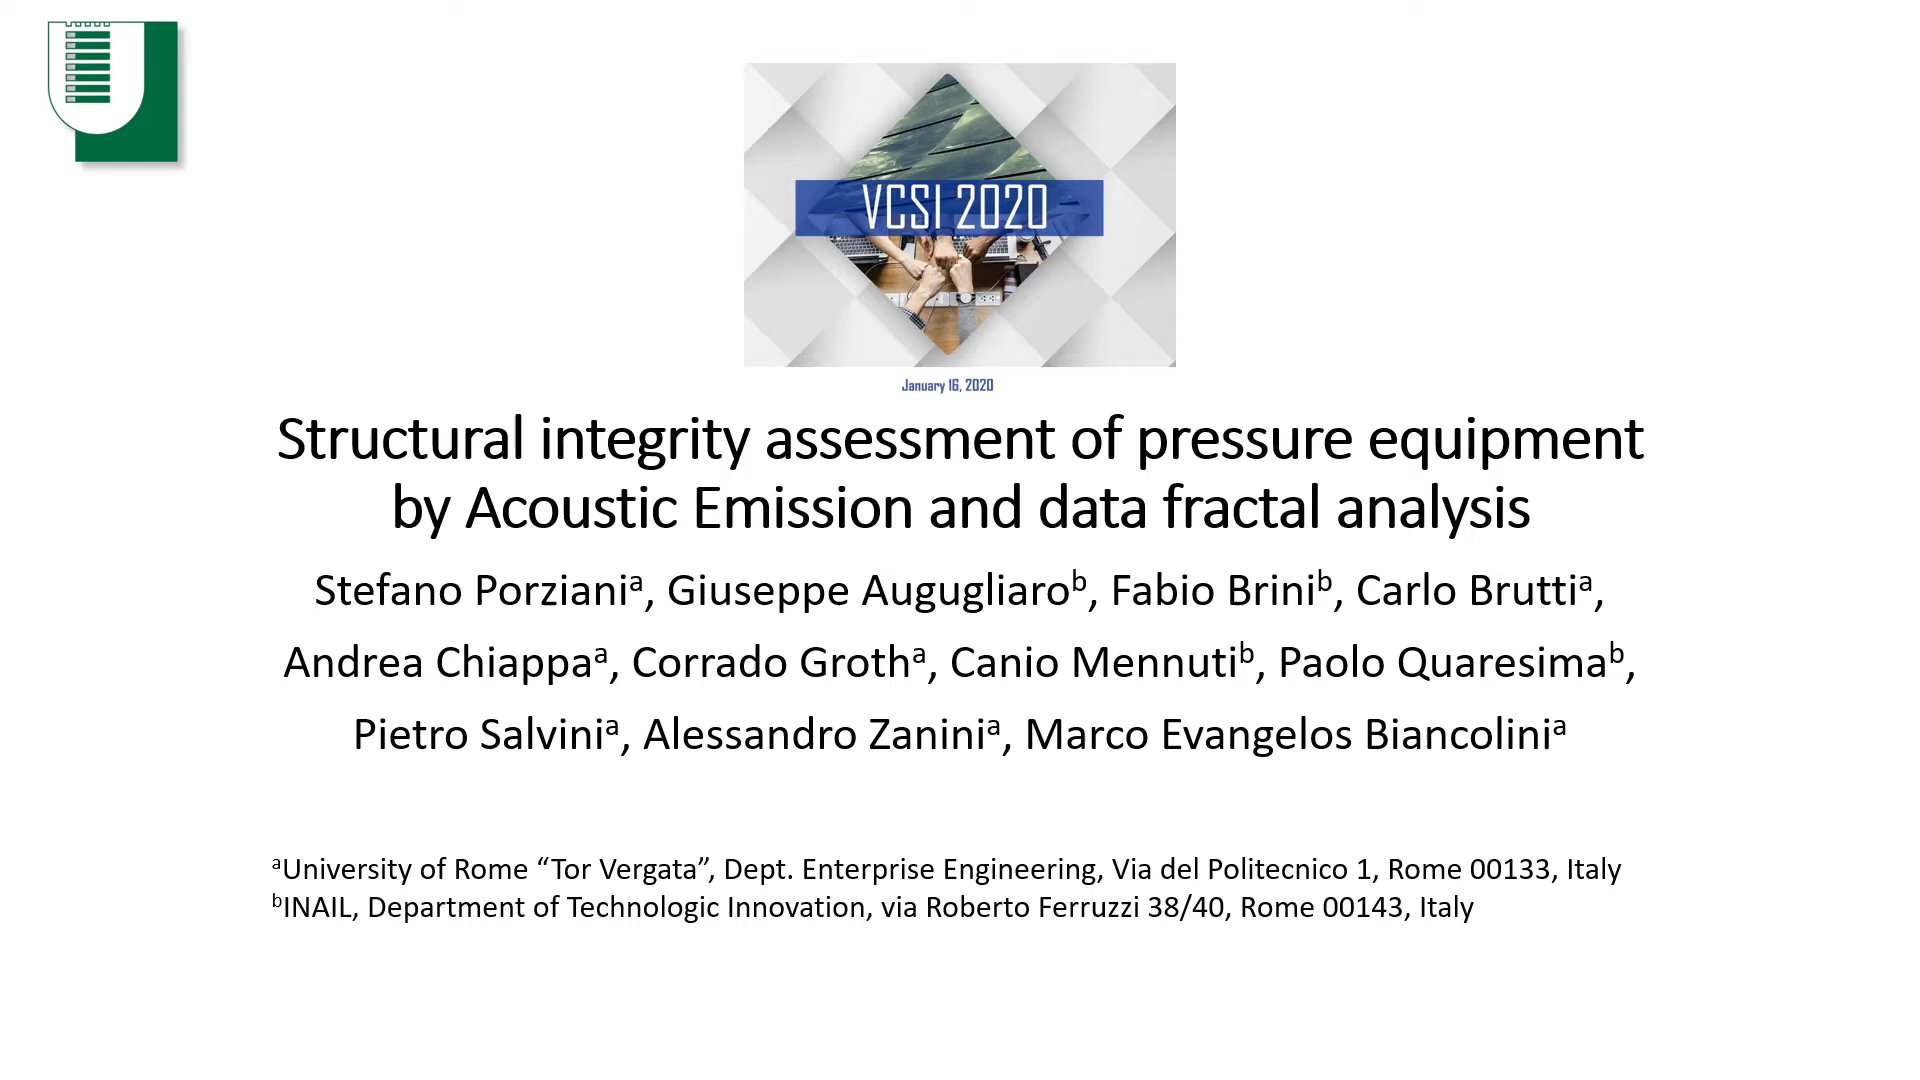 VCSI 2020
January 16, 2020
Structural integrity assessment of pressure equipment
by Acoustic Emission and data fractal analysis
Stefano Porzianiᵃ, Giuseppe Augugliaroᵇ, Fabio Briniᵇ, Carlo Bruttiᵃ,
Andrea Chiappaᵃ, Corrado Grothᵃ, Canio Mennutiᵇ, Paolo Quaresimaᵇ,
Pietro Salviniᵃ, Alessandro Zaniniᵃ, Marco Evangelos Biancoliniᵃ
ᵃUniversity of Rome “Tor Vergata”, Dept. Enterprise Engineering, Via del Politecnico 1, Rome 00133, Italy
ᵇINAIL, Department of Technologic Innovation, via Roberto Ferruzzi 38/40, Rome 00143, Italy